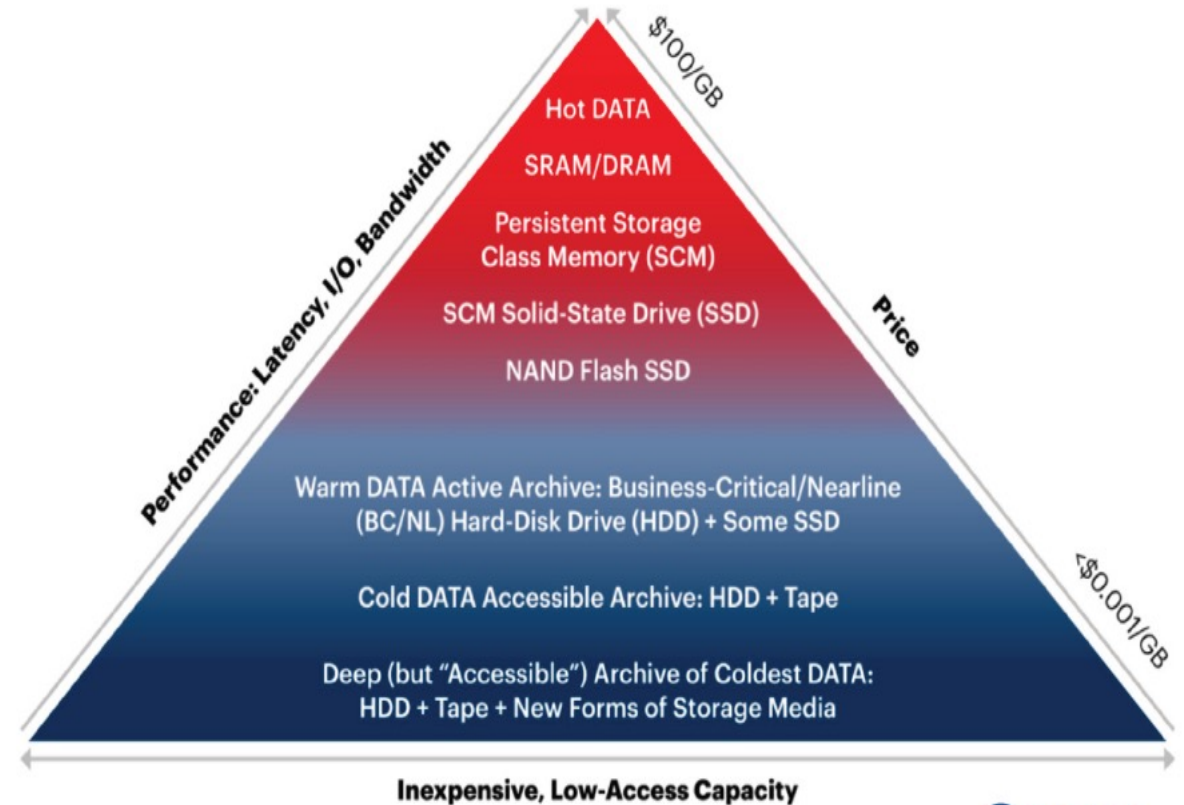 $100/GB
Hot DATA
SRAM/DRAM
Persistent Storage
Class Memory (SCM)
SCM Solid-State Drive (SSD)
NAND Flash SSD
Performance: Latency, I/O, Bandwidth
Price
Warm DATA Active Archive: Business-Critical/Nearline
(BC/NL) Hard-Disk Drive (HDD) + Some SSD
<$0.001/GB
Cold DATA Accessible Archive: HDD + Tape
Deep (but “Accessible”) Archive of Coldest DATA:
HDD + Tape + New Forms of Storage Media
Inexpensive, Low-Access Capacity